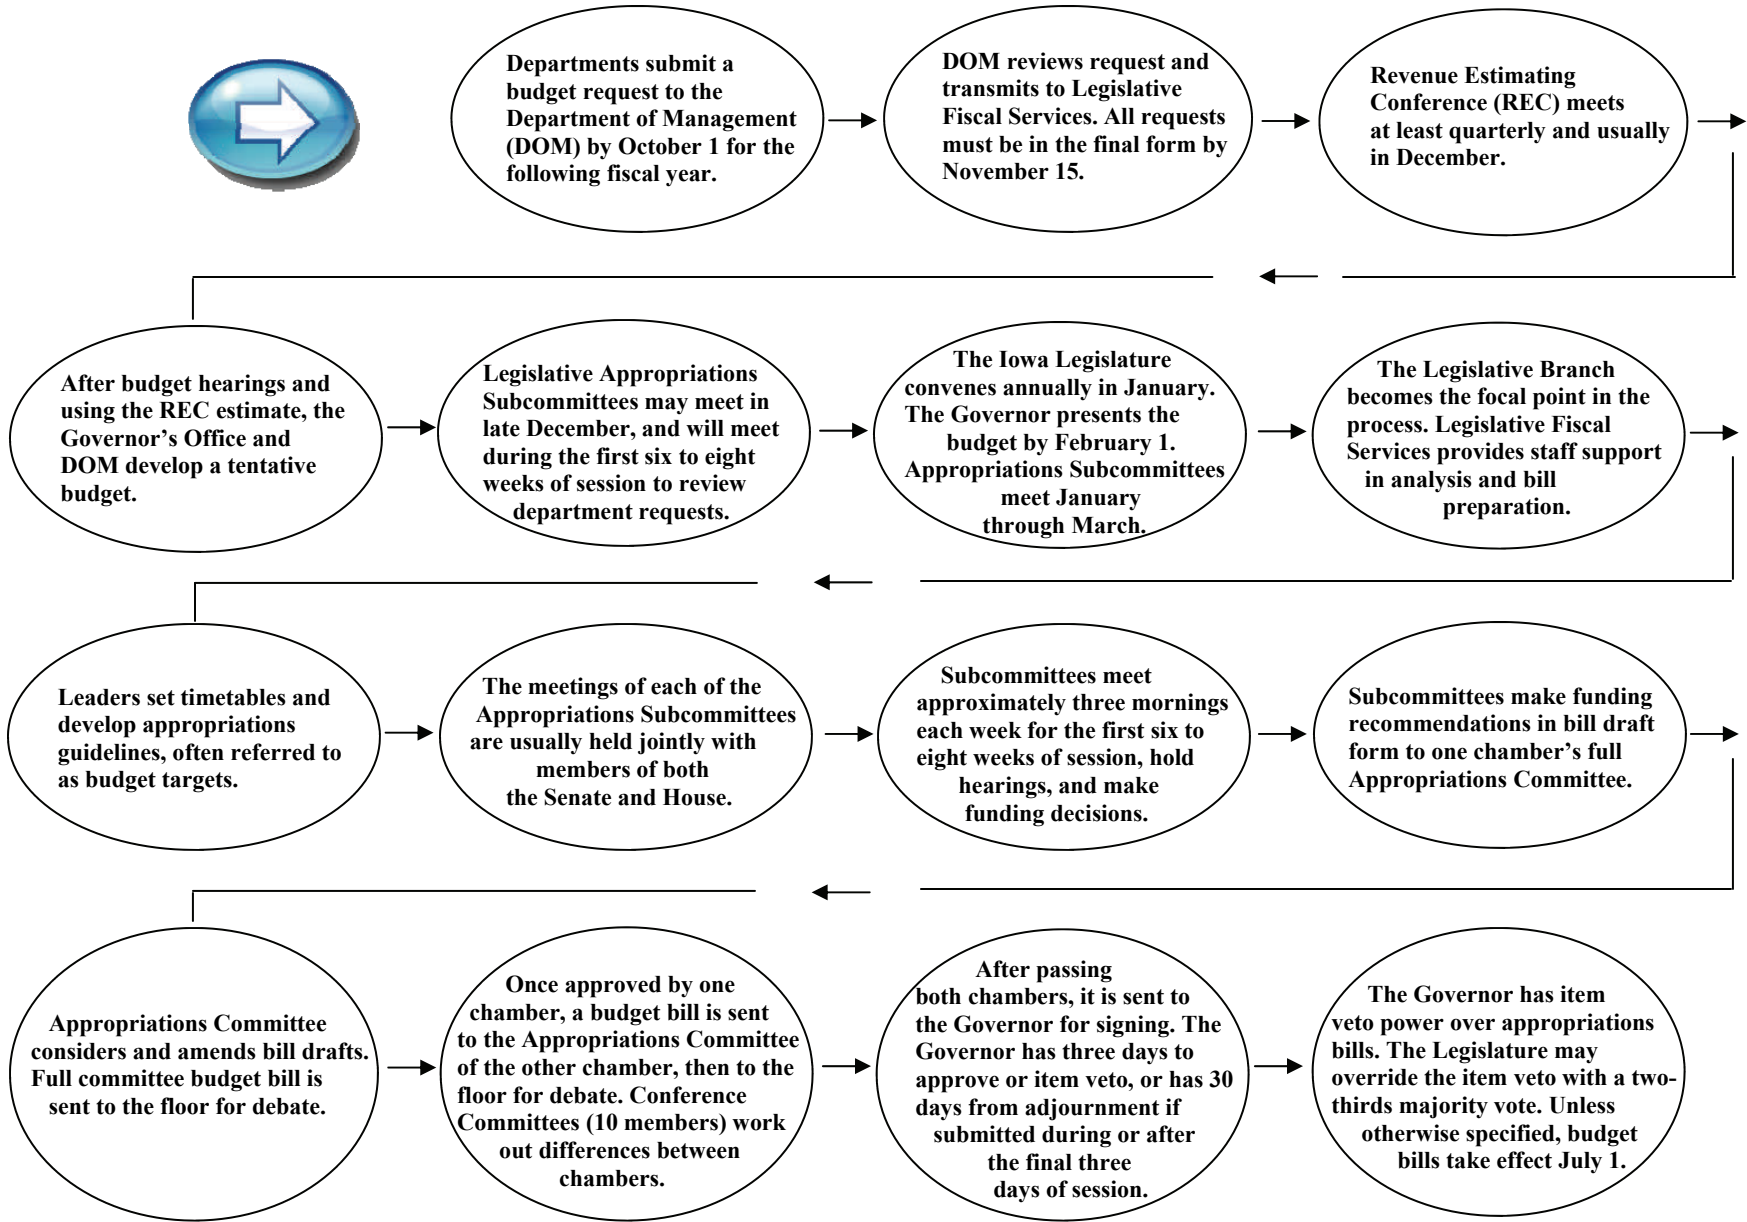 Departments submit a
budget request to the
Department of Management
(DOM) by October 1 for the
following fiscal year.
DOM reviews request and
transmits to Legislative
Fiscal Services. All requests
must be in the final form by
November 15.
Revenue Estimating
Conference (REC) meets
at least quarterly and usually
in December.
After budget hearings and
using the REC estimate, the
Governor’s Office and
DOM develop a tentative
budget.
Legislative Appropriations
Subcommittees may meet in
late December, and will meet
during the first six to eight
weeks of session to review
department requests.
The Iowa Legislature
convenes annually in January.
The Governor presents the
budget by February 1.
Appropriations Subcommittees
meet January
through March.
The Legislative Branch
becomes the focal point in the
process. Legislative Fiscal
Services provides staff support
in analysis and bill
preparation.
Leaders set timetables and
develop appropriations
guidelines, often referred to
as budget targets.
The meetings of each of the
Appropriations Subcommittees
are usually held jointly with
members of both
the Senate and House.
Subcommittees meet
approximately three mornings
each week for the first six to
eight weeks of session, hold
hearings, and make
funding decisions.
Subcommittees make funding
recommendations in bill draft
form to one chamber’s full
Appropriations Committee.
Appropriations Committee
considers and amends bill drafts.
Full committee budget bill is
sent to the floor for debate.
Once approved by one
chamber, a budget bill is sent
to the Appropriations Committee
of the other chamber, then to the
floor for debate. Conference
Committees (10 members) work
out differences between
chambers.
After passing
both chambers, it is sent to
the Governor for signing. The
Governor has three days to
approve or item veto, or has 30
days from adjournment if
submitted during or after
the final three
days of session.
The Governor has item
veto power over appropriations
bills. The Legislature may
override the item veto with a two-
thirds majority vote. Unless
otherwise specified, budget
bills take effect July 1.